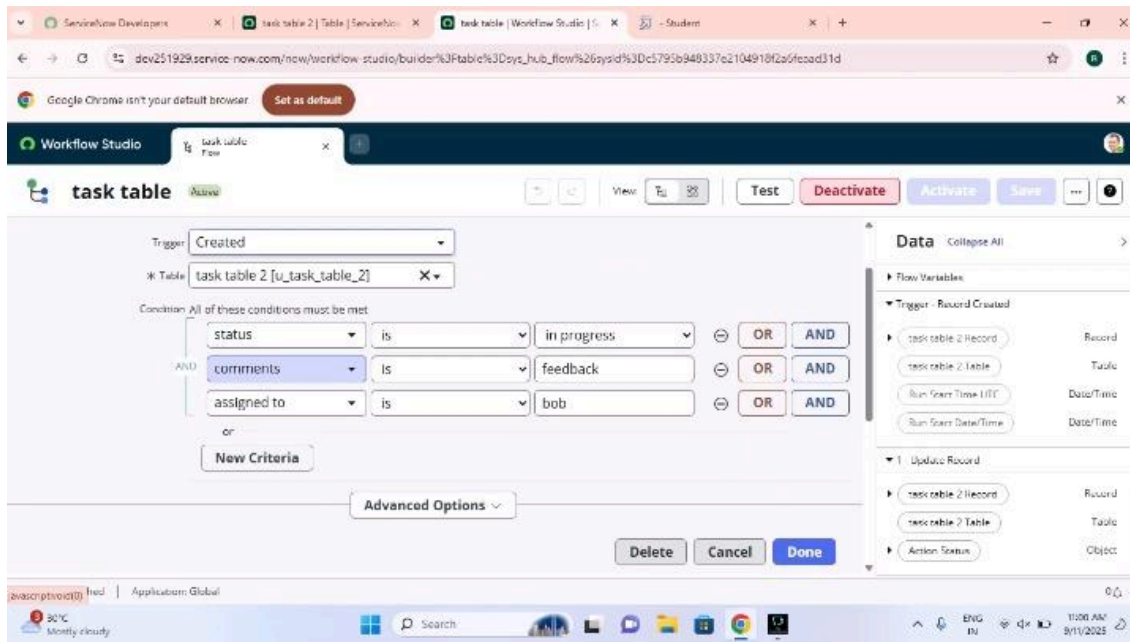 ServiceNow Developers
task table 2 | Table | ServiceNo
task table | Workflow Studio | S
- Student
dev251929.service-now.com/now/workflow-studio/builder%3Ftable%3Dsys_hub_flow%26sysId%3Dc5795b948337e2104918f2a5feaad31d
Google Chrome isn't your default browser
Set as default
Workflow Studio
task table
Flow
task table
Active
View:
Test
Deactivate
Activate
Save
Trigger
Created
* Table
task table 2 [u_task_table_2]
Condition All of these conditions must be met
status is in progress OR AND
AND
comments is feedback OR AND
assigned to is bob OR AND
or
New Criteria
Advanced Options
Delete Cancel Done
Data Collapse All
Flow Variables
Trigger - Record Created
task table 2 Record Record
task table 2 Table Table
Run Start Time UTC Date/Time
Run Start Date/Time Date/Time
1 - Update Record
task table 2 Record Record
task table 2 Table Table
Action Status Object
Application: Global
0
30°C
Mostly cloudy
Search
ENG
IN
11:00 AM
9/11/2025